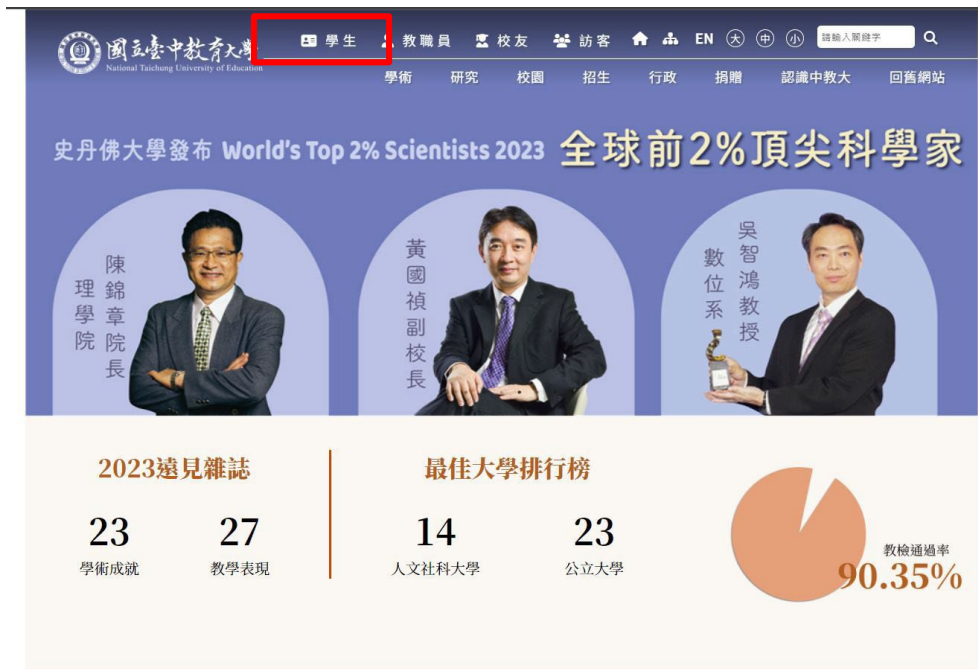 國立臺中教育大學
National Taichung University of Education
學生 教職員 校友 訪客 EN 大 中 小 請輸入關鍵字
學術 研究 校園 招生 行政 捐贈 認識中教大 回舊網站
史丹佛大學發布 World's Top 2% Scientists 2023 全球前2%頂尖科學家
理學院
陳錦章院長
黃國禎副校長
數位系
吳智鴻教授
2023遠見雜誌
最佳大學排行榜
23 27 14 23
學術成就 教學表現 人文社科大學 公立大學
教檢通過率
90.35%